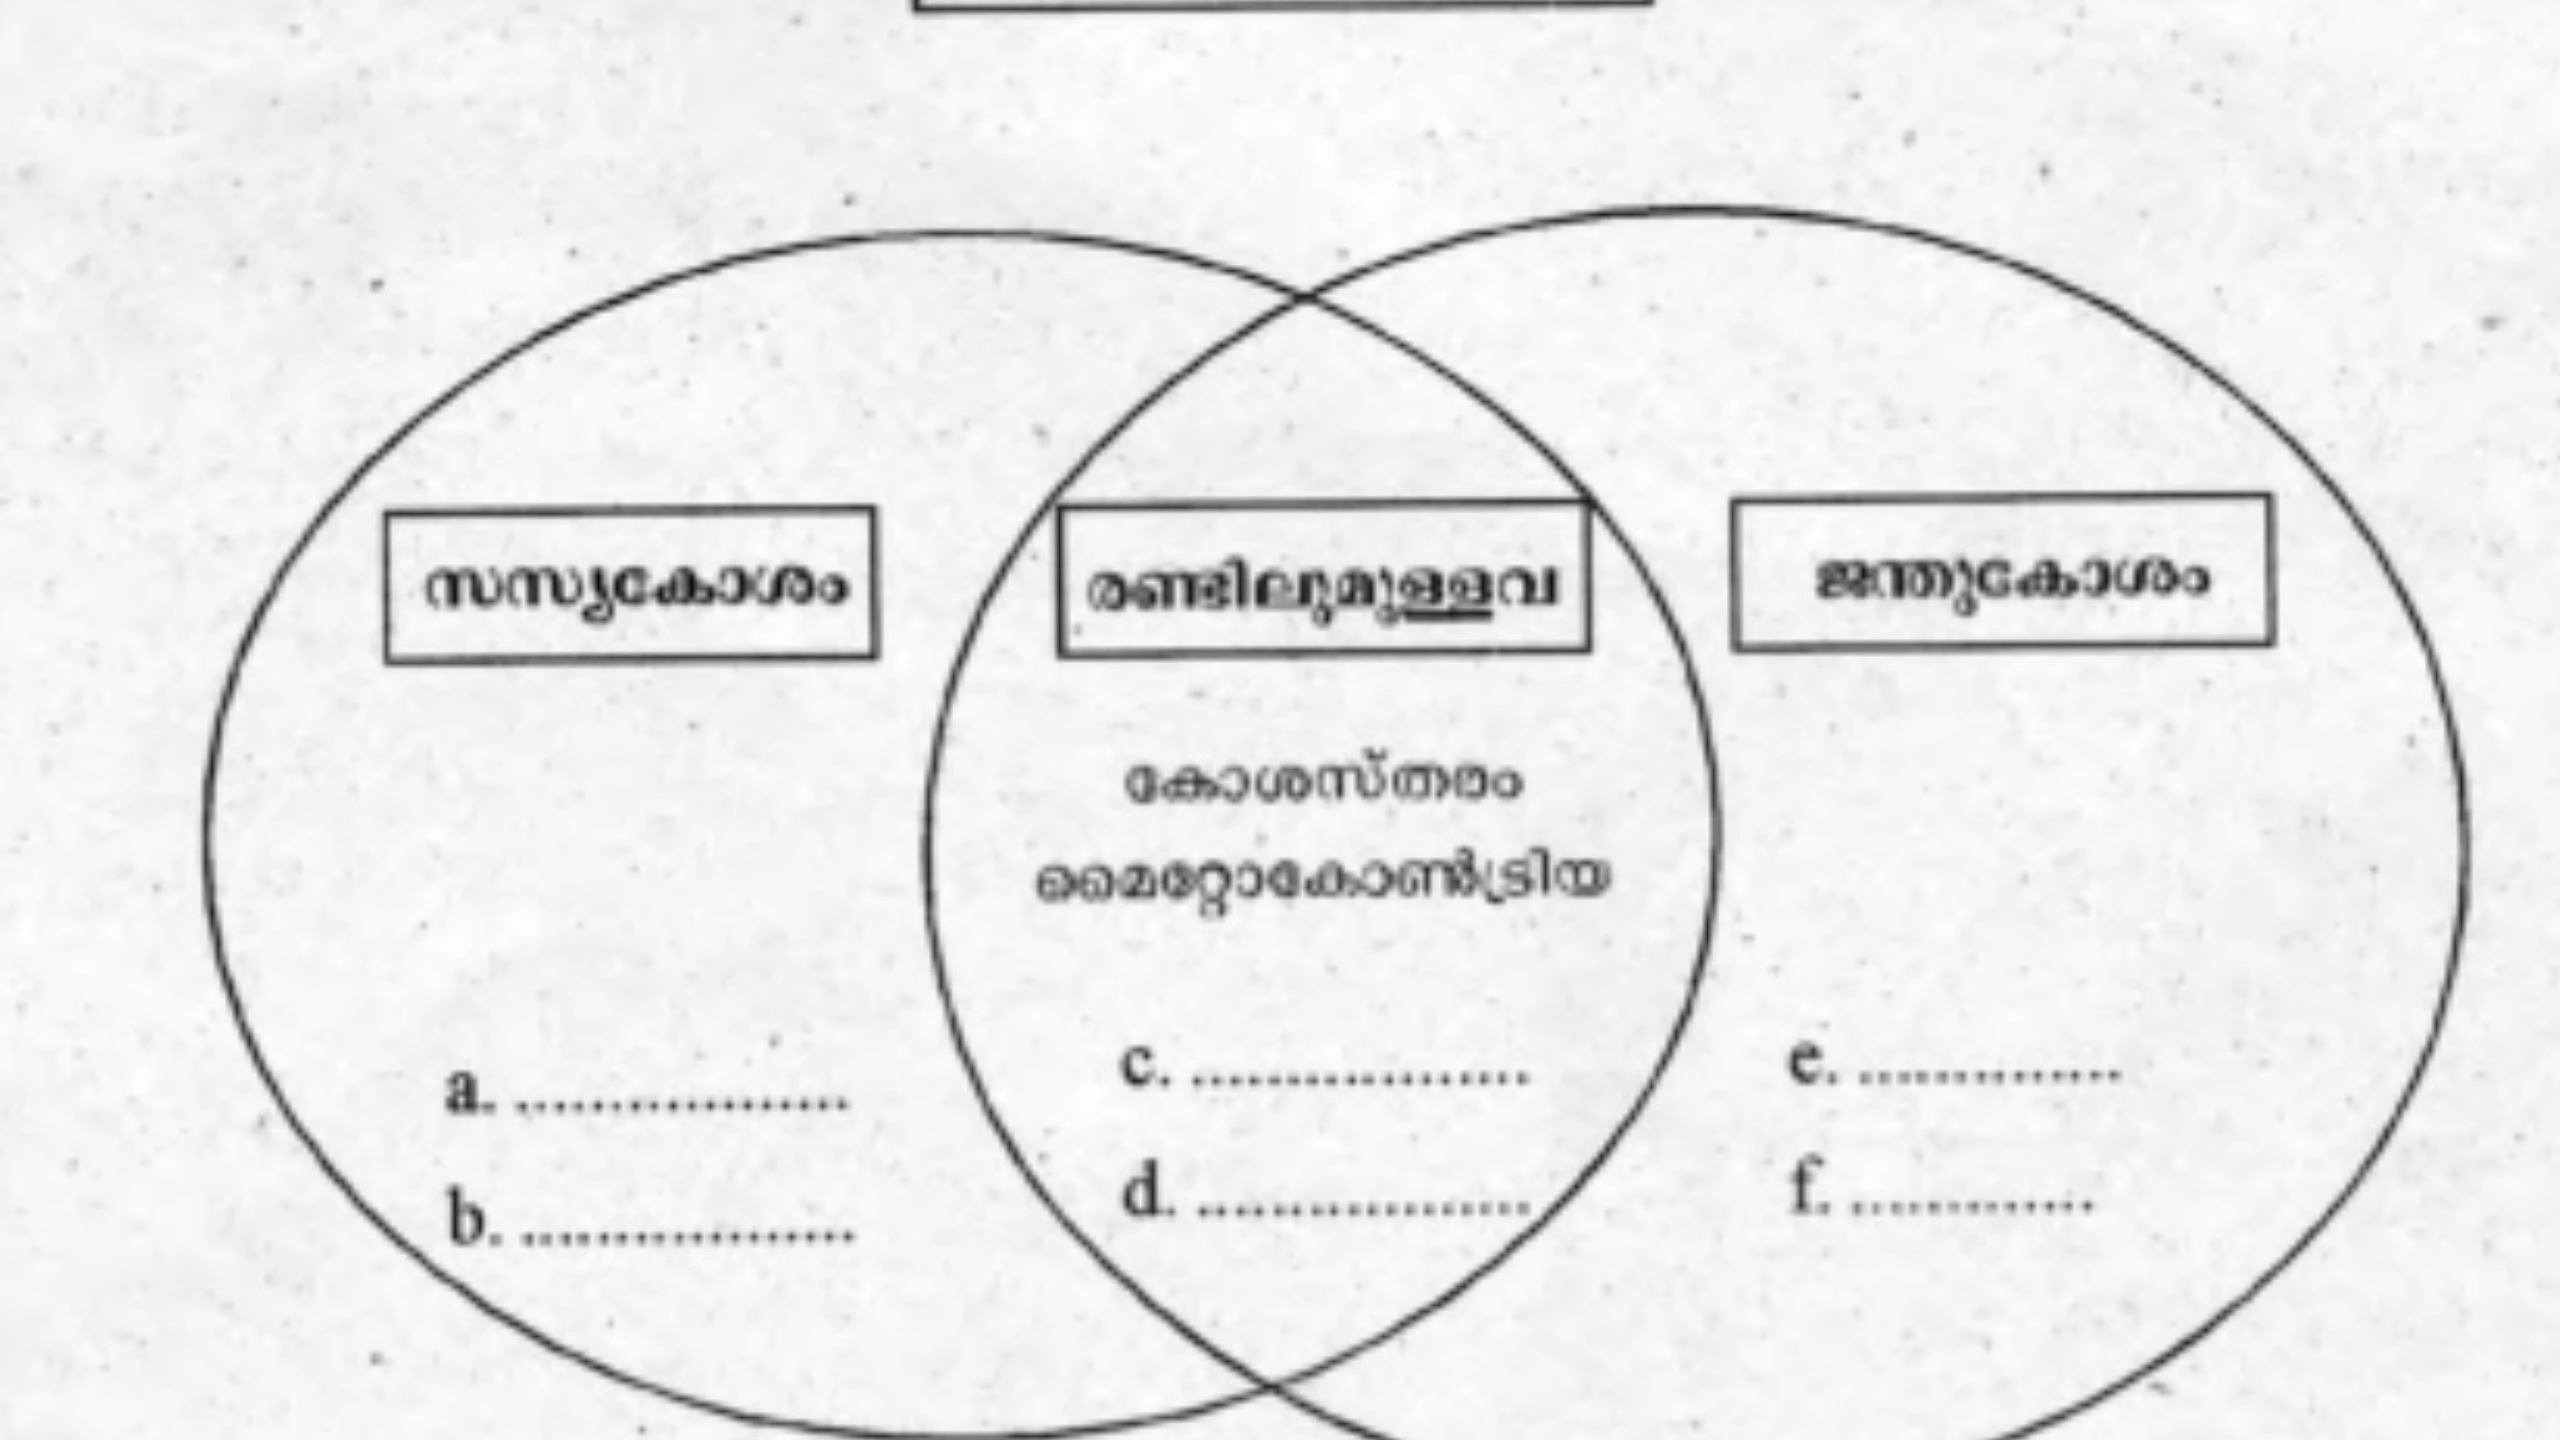 സസ്യകോശം
രണ്ടിലുമുള്ളവ
ജന്തുകോശം
കോശസ്തരം
മൈറ്റോകോൺട്രിയ
a. ..................
b. ..................
c. ..................
d. ..................
e. ..............
f. .............